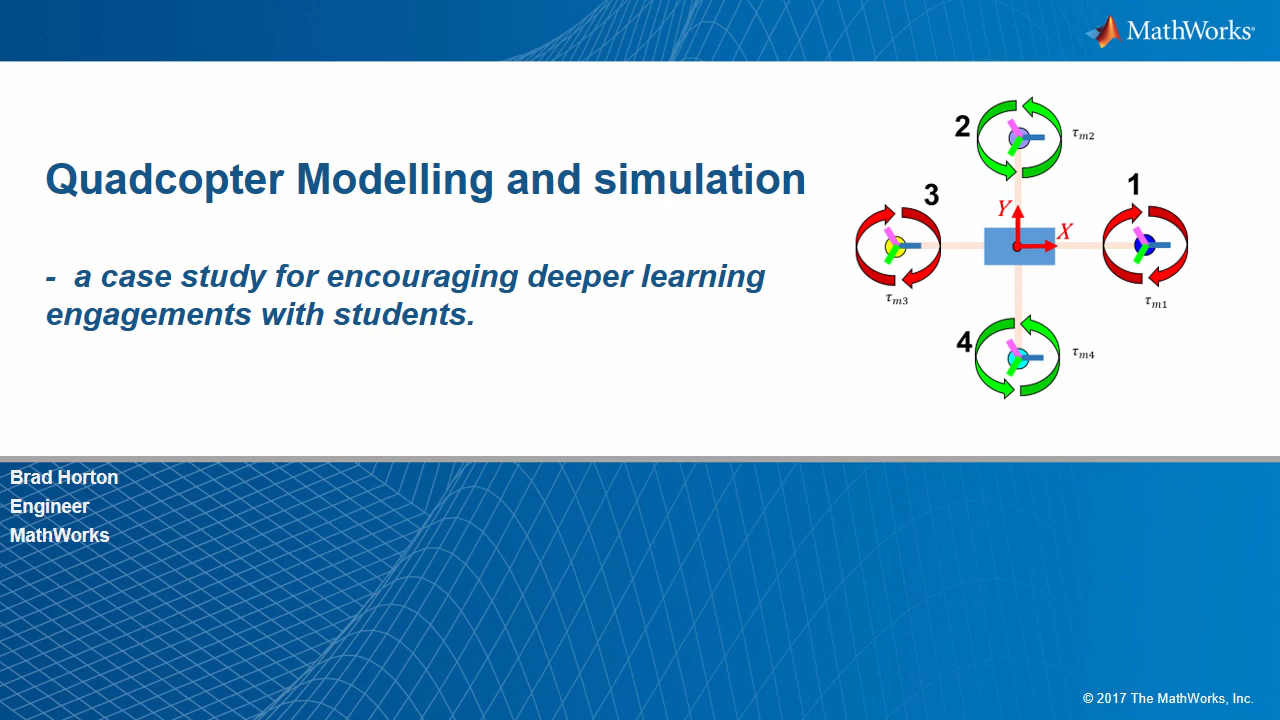 MathWorks®
Quadcopter Modelling and simulation
- a case study for encouraging deeper learning
engagements with students.
2
τm2
3
1
Y
X
τm3
τm1
4
τm4
Brad Horton
Engineer
MathWorks
© 2017 The MathWorks, Inc.